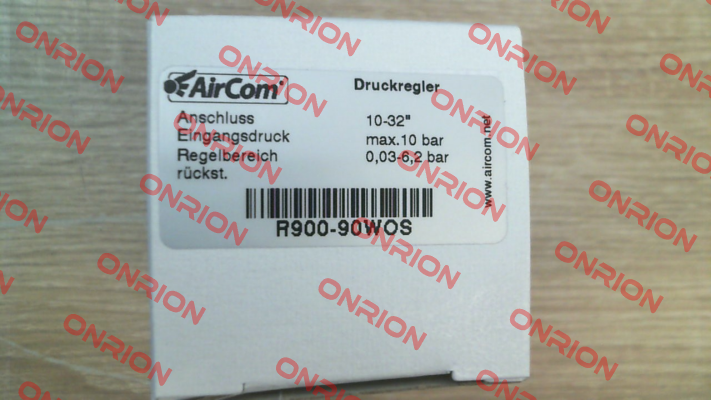 AirCom Druckregler
Anschluss 10-32"
Eingangsdruck max.10 bar
Regelbereich 0,03-6,2 bar
rückst.
www.aircom.net
R900-90WOS
ONRION